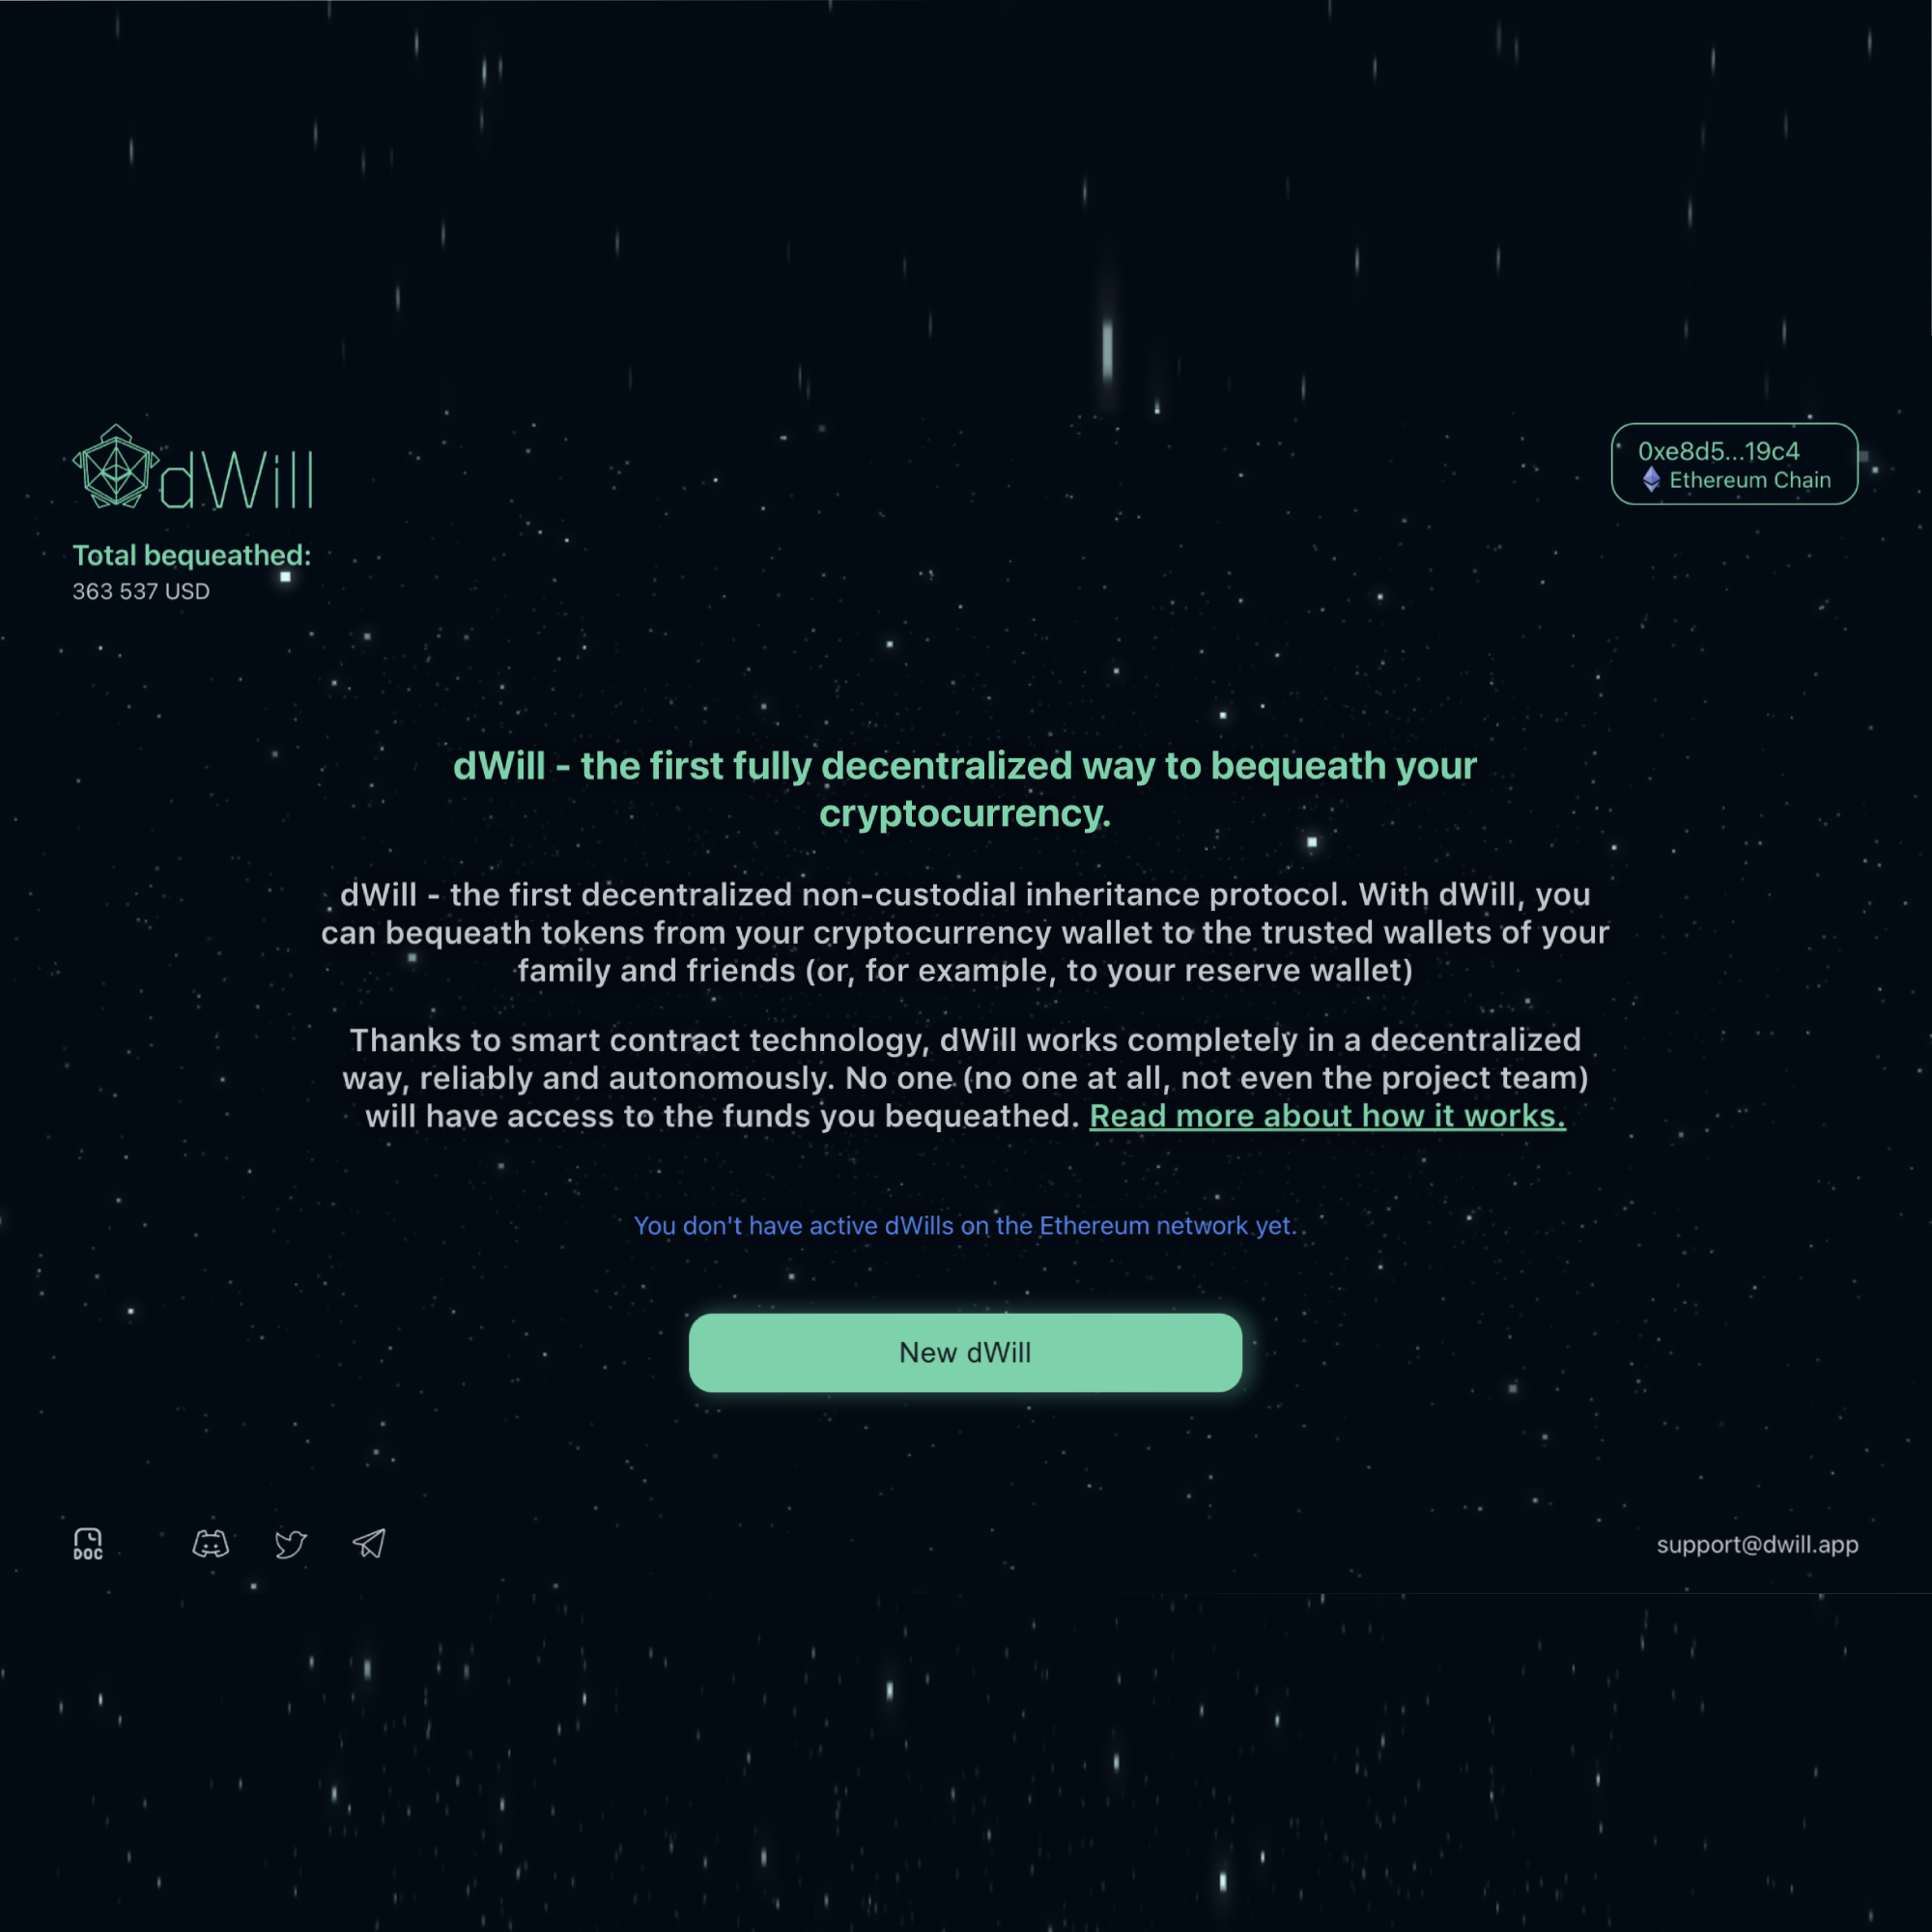 dWill
0xe8d5...19c4
Ethereum Chain
Total bequeathed:
363 537 USD
dWill - the first fully decentralized way to bequeath your
cryptocurrency.
dWill - the first decentralized non-custodial inheritance protocol. With dWill, you
can bequeath tokens from your cryptocurrency wallet to the trusted wallets of your
family and friends (or, for example, to your reserve wallet)
Thanks to smart contract technology, dWill works completely in a decentralized
way, reliably and autonomously. No one (no one at all, not even the project team)
will have access to the funds you bequeathed. Read more about how it works.
You don't have active dWills on the Ethereum network yet.
New dWill
DOC
support@dwill.app